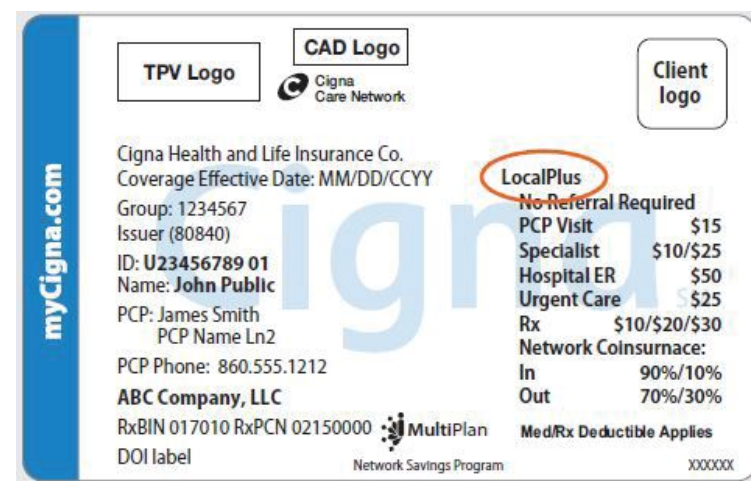 myCigna.com
TPV Logo
CAD Logo
Cigna
Care Network
Client
logo
Cigna Health and Life Insurance Co.
Coverage Effective Date: MM/DD/CCYY
Group: 1234567
Issuer (80840)
ID: U23456789 01
Name: John Public
PCP: James Smith
PCP Name Ln2
PCP Phone: 860.555.1212
ABC Company, LLC
RxBIN 017010 RxPCN 02150000
DOI label
MultiPlan
Network Savings Program
LocalPlus
No Referral Required
PCP Visit $15
Specialist $10/$25
Hospital ER $50
Urgent Care $25
Rx $10/$20/$30
Network Coinsurnace:
In 90%/10%
Out 70%/30%
Med/Rx Deductible Applies
XXXXXX
Cigna
S